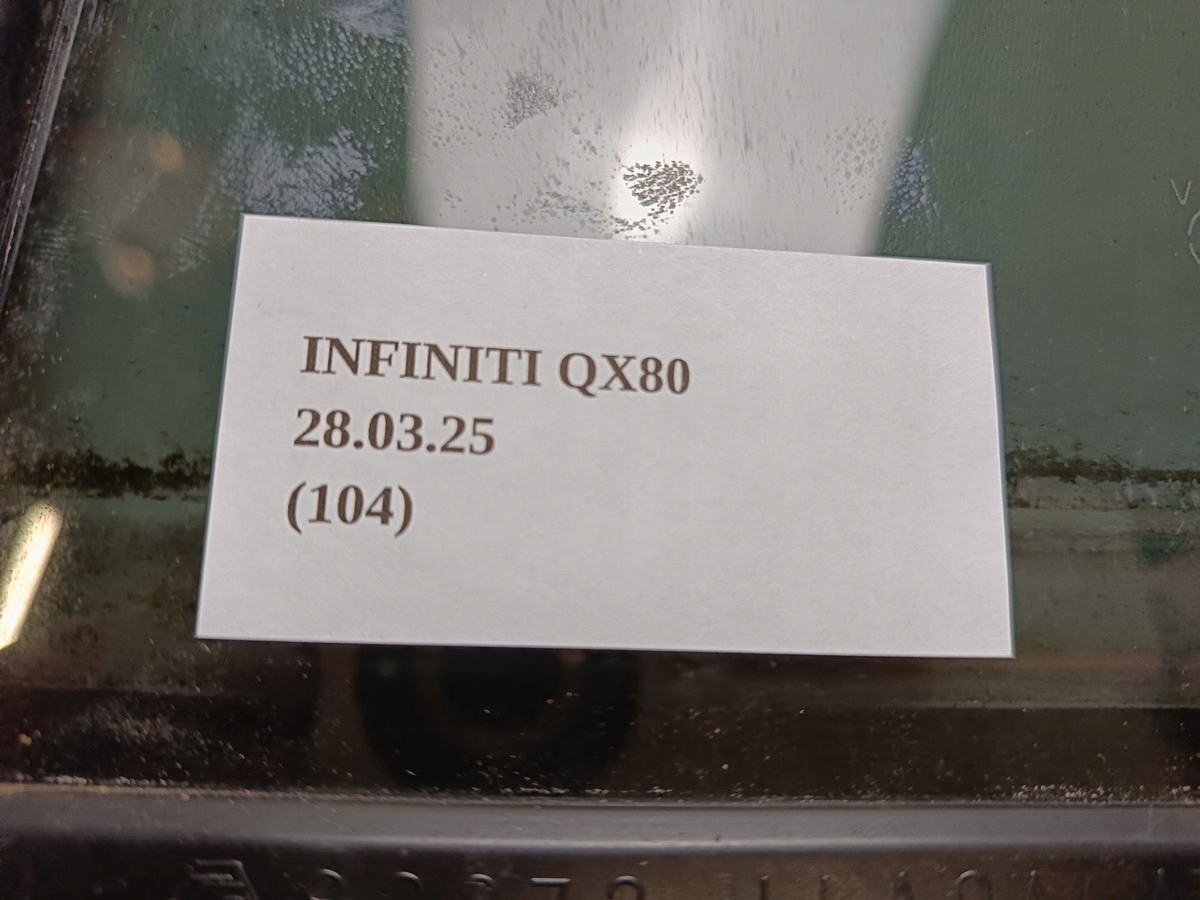 INFINITI QX80
28.03.25
(104)